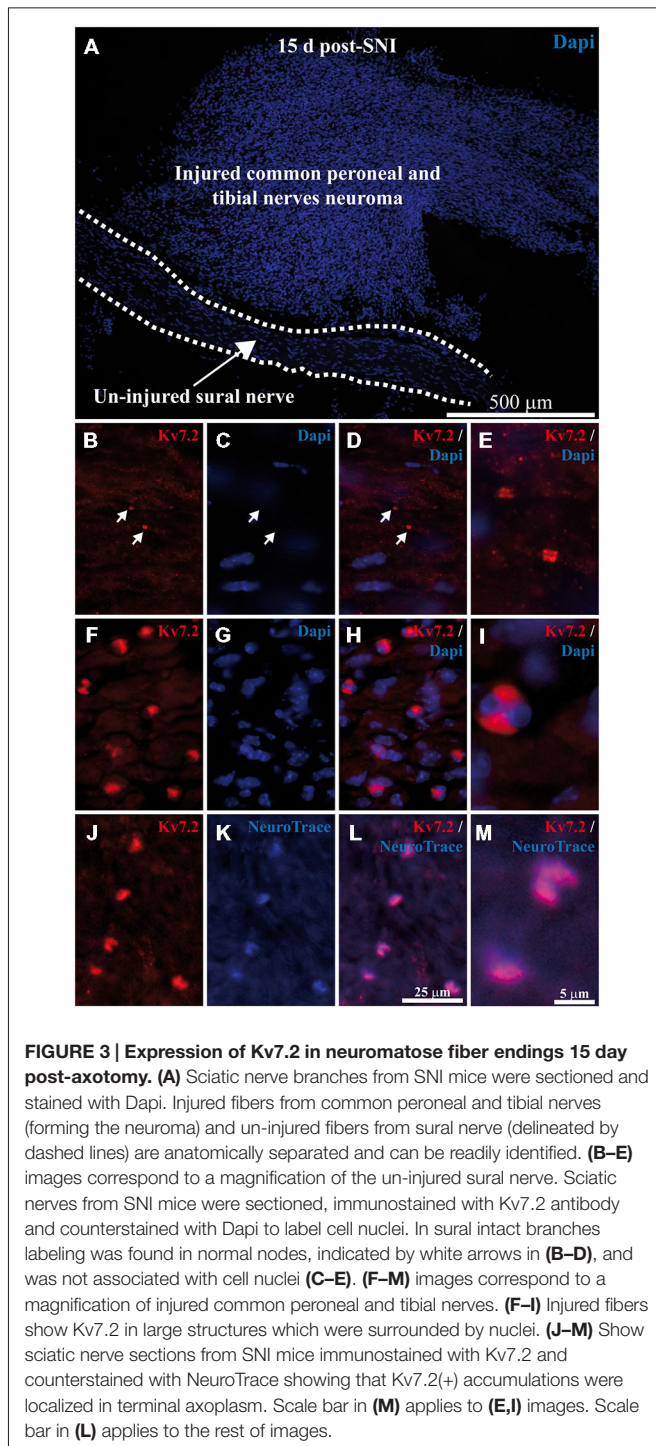 A
15 d post-SNI
Dapi
Injured common peroneal and
tibial nerves neuroma
Un-injured sural nerve
500 µm
B
Kv7.2
C
Dapi
D
Kv7.2 /
Dapi
E
Kv7.2 /
Dapi
F
Kv7.2
G
Dapi
H
Kv7.2 /
Dapi
I
Kv7.2 /
Dapi
J
Kv7.2
K
NeuroTrace
L
Kv7.2 /
NeuroTrace
25 µm
M
Kv7.2 /
NeuroTrace
5 µm
FIGURE 3 | Expression of Kv7.2 in neuromatose fiber endings 15 day
post-axotomy. (A) Sciatic nerve branches from SNI mice were sectioned and
stained with Dapi. Injured fibers from common peroneal and tibial nerves
(forming the neuroma) and un-injured fibers from sural nerve (delineated by
dashed lines) are anatomically separated and can be readily identified. (B–E)
images correspond to a magnification of the un-injured sural nerve. Sciatic
nerves from SNI mice were sectioned, immunostained with Kv7.2 antibody
and counterstained with Dapi to label cell nuclei. In sural intact branches
labeling was found in normal nodes, indicated by white arrows in (B–D), and
was not associated with cell nuclei (C–E). (F–M) images correspond to a
magnification of injured common peroneal and tibial nerves. (F–I) Injured fibers
show Kv7.2 in large structures which were surrounded by nuclei. (J–M) Show
sciatic nerve sections from SNI mice immunostained with Kv7.2 and
counterstained with NeuroTrace showing that Kv7.2(+) accumulations were
localized in terminal axoplasm. Scale bar in (M) applies to (E,I) images. Scale
bar in (L) applies to the rest of images.